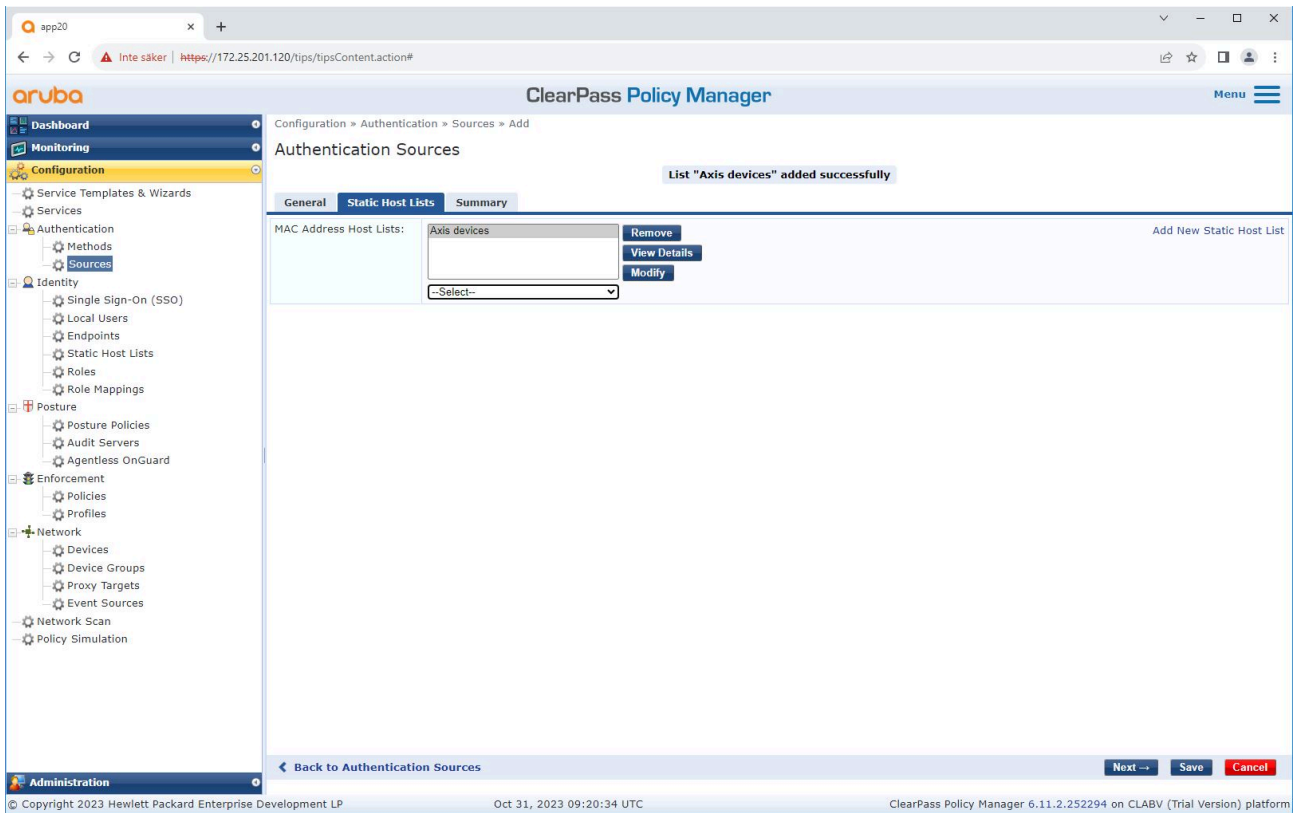 app20
Inte säker | https://172.25.201.120/tips/tipsContent.action#
aruba
ClearPass Policy Manager
Menu
Dashboard
Monitoring
Configuration
Service Templates & Wizards
Services
Authentication
Methods
Sources
Identity
Single Sign-On (SSO)
Local Users
Endpoints
Static Host Lists
Roles
Role Mappings
Posture
Posture Policies
Audit Servers
Agentless OnGuard
Enforcement
Policies
Profiles
Network
Devices
Device Groups
Proxy Targets
Event Sources
Network Scan
Policy Simulation
Administration
Configuration » Authentication » Sources » Add
Authentication Sources
List "Axis devices" added successfully
General Static Host Lists Summary
MAC Address Host Lists:
Axis devices
Remove
View Details
Modify
--Select--
Add New Static Host List
Back to Authentication Sources
Next → Save Cancel
© Copyright 2023 Hewlett Packard Enterprise Development LP Oct 31, 2023 09:20:34 UTC ClearPass Policy Manager 6.11.2.252294 on CLABV (Trial Version) platform